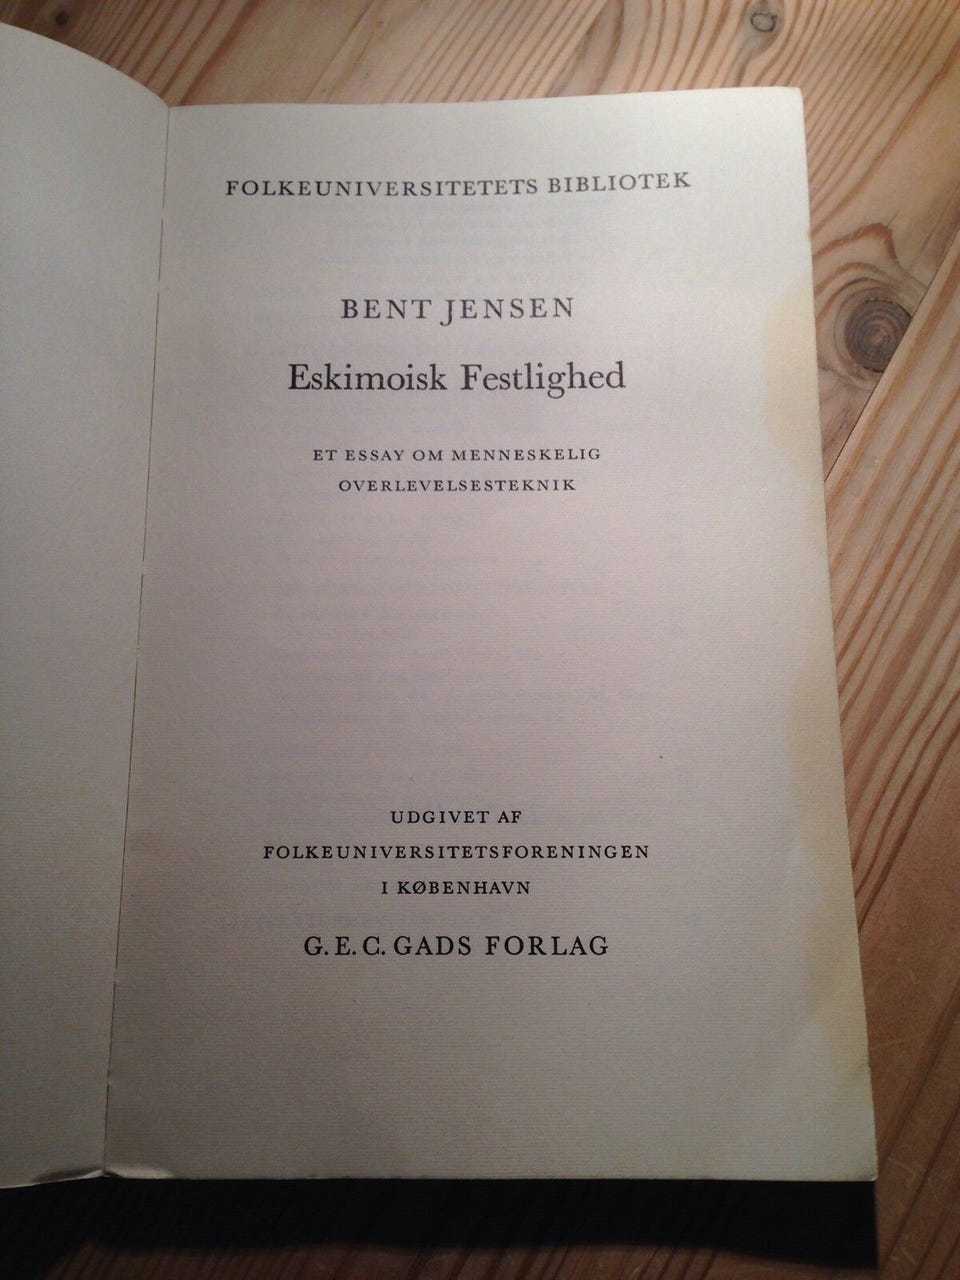 FOLKEUNIVERSITETETS BIBLIOTEK
BENT JENSEN
Eskimoisk Festlighed
ET ESSAY OM MENNESKELIG
OVERLEVELSESTEKNIK
UDGIVET AF
FOLKEUNIVERSITETSFORENINGEN
I KØBENHAVN
G. E. C. GADS FORLAG